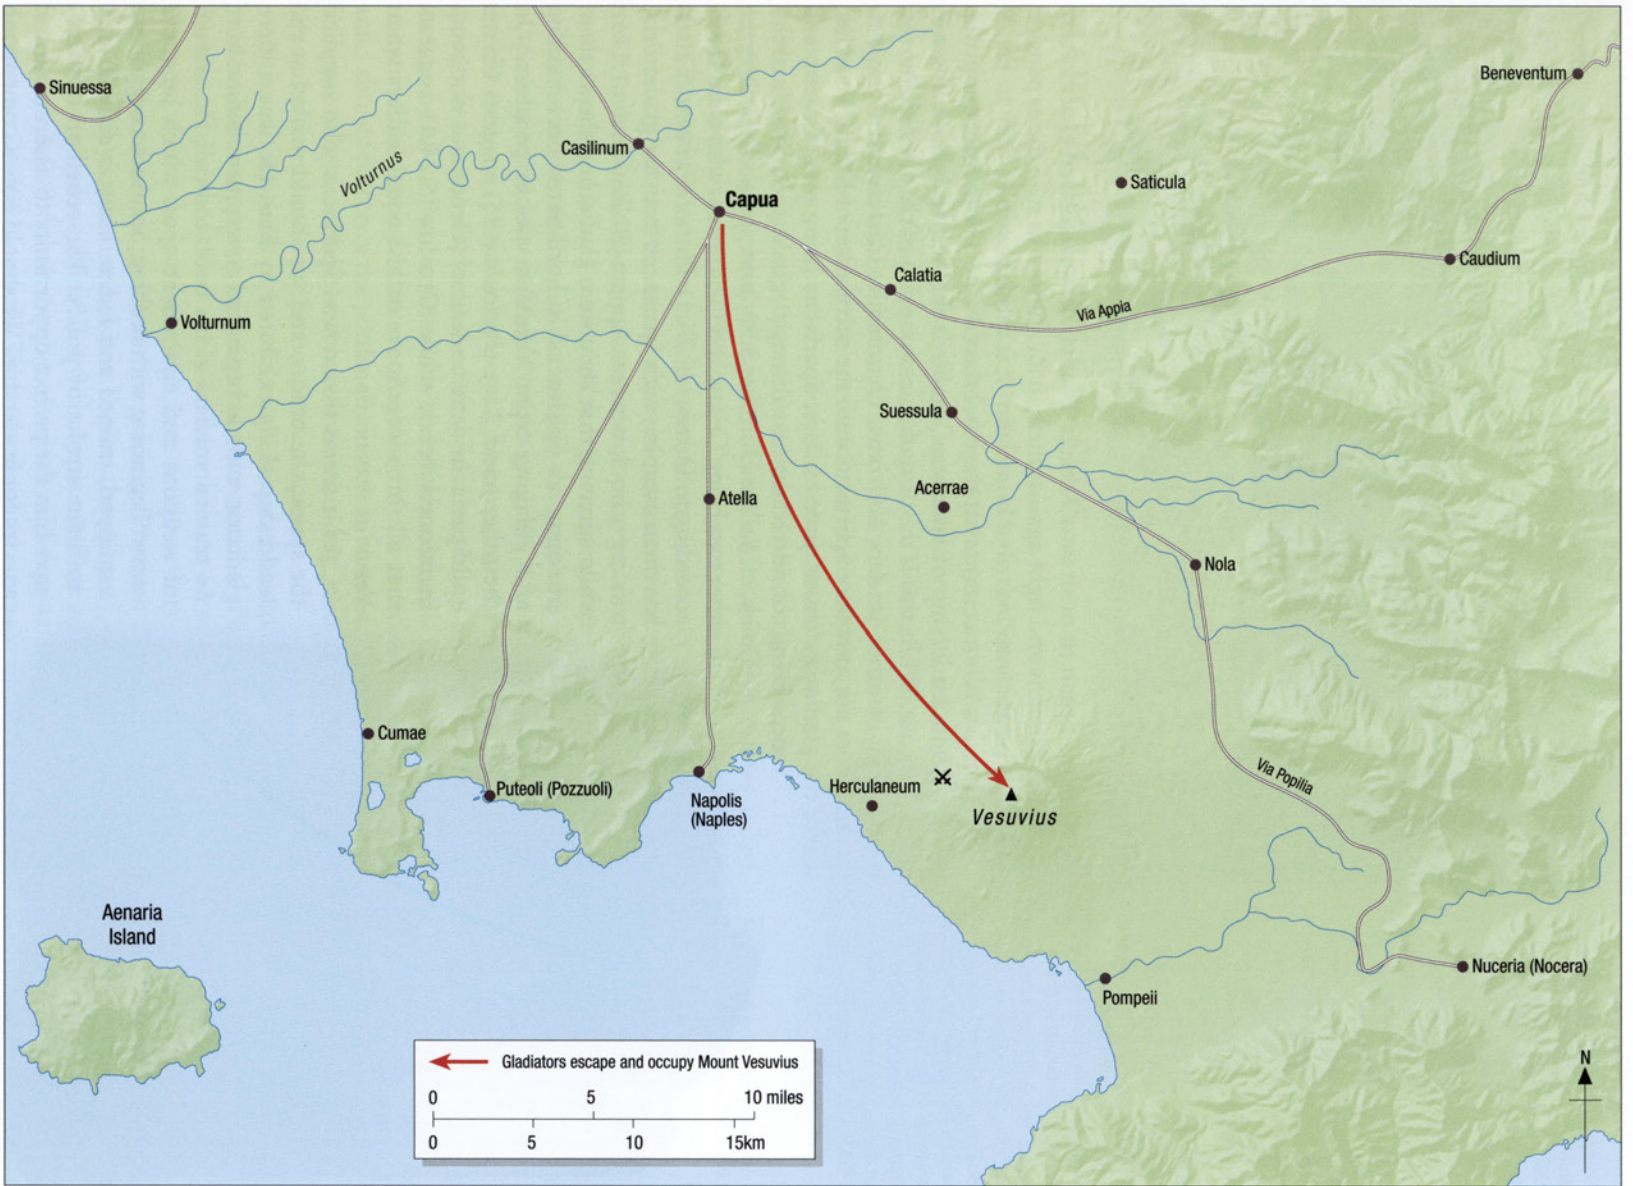 Sinuessa
Beneventum
Casilinum
Volturnus
Saticula
Capua
Caudium
Calatia
Via Appia
Volturnum
Suessula
Acerrae
Atella
Nola
Cumae
Puteoli (Pozzuoli)
Napolis
(Naples)
Herculaneum
Vesuvius
Via Popilia
Aenaria
Island
Nuceria (Nocera)
Pompeii
Gladiators escape and occupy Mount Vesuvius
0 5 10 miles
0 5 10 15km
N